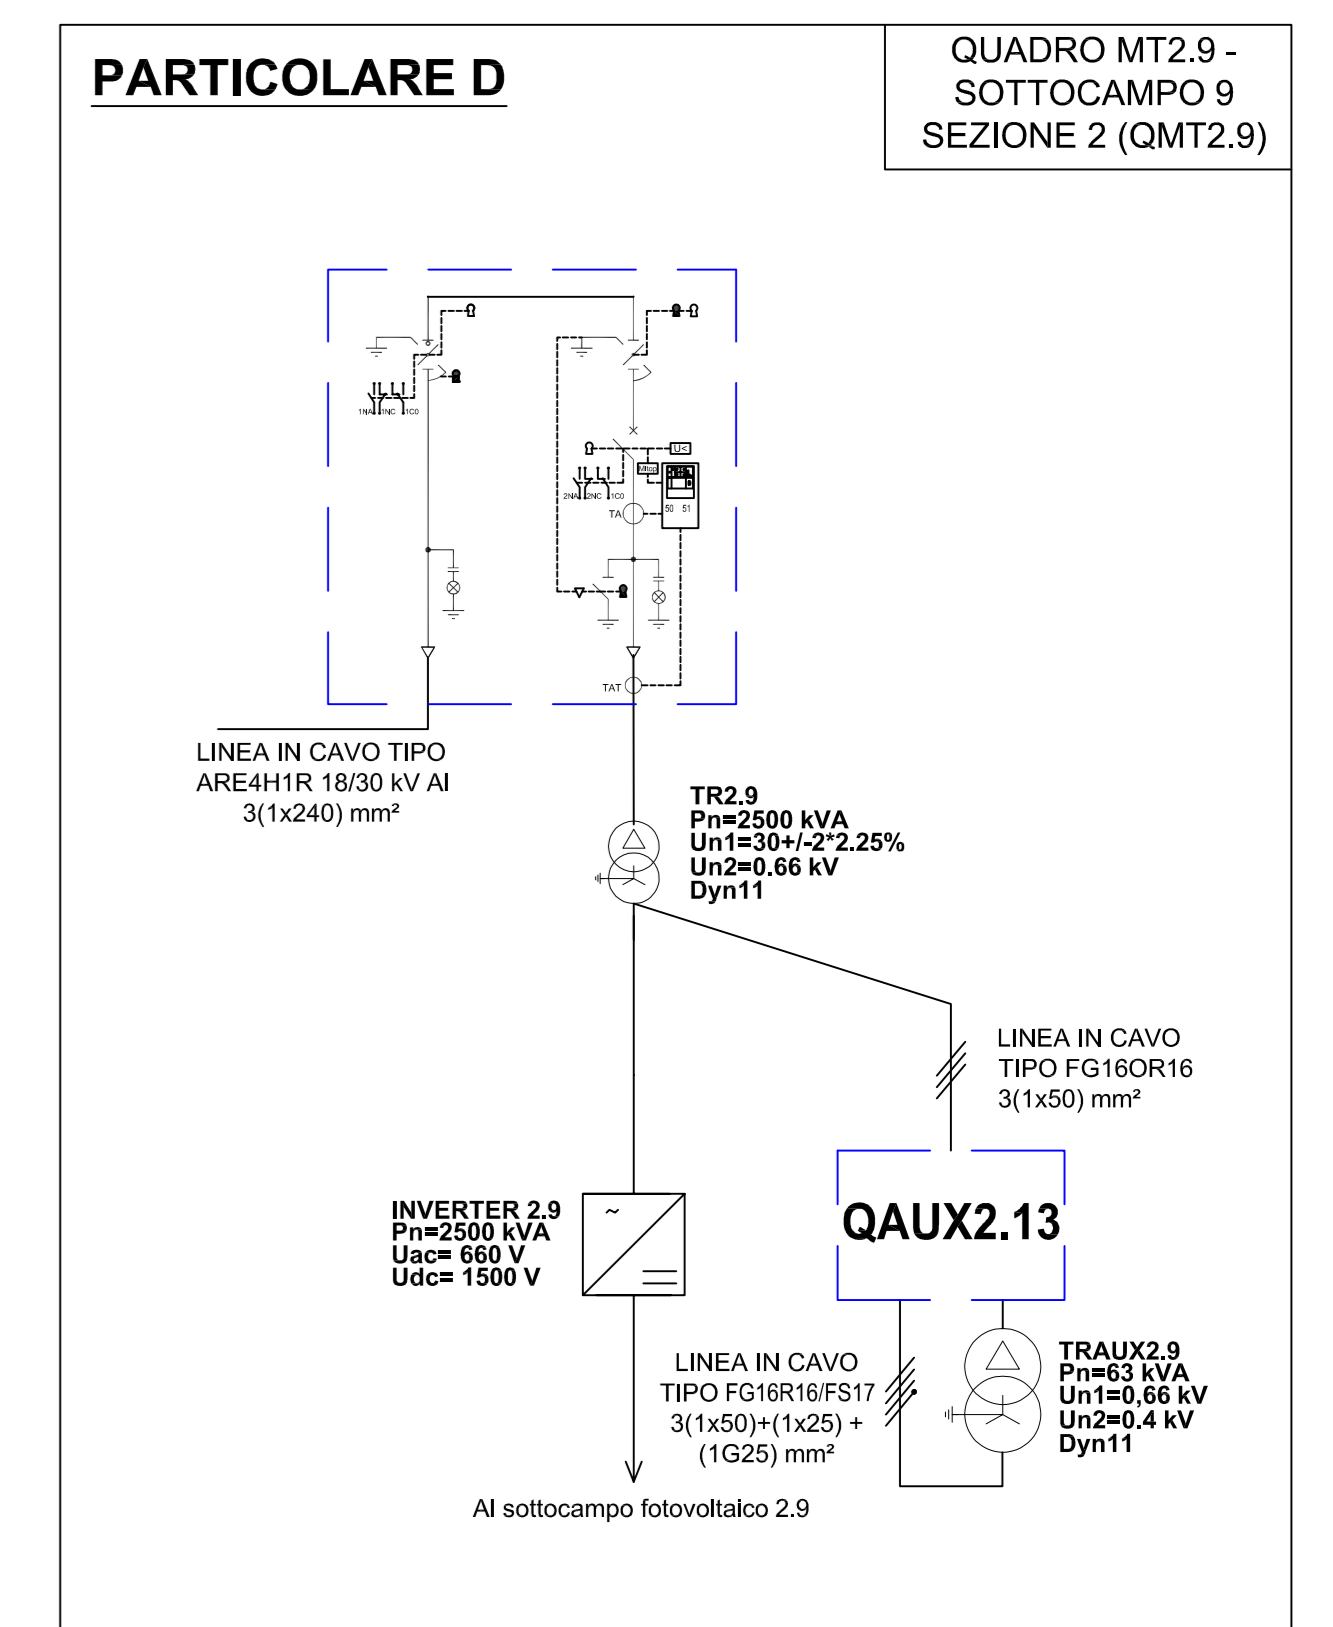 PARTICOLARE D
QUADRO MT2.9 -
SOTTOCAMPO 9
SEZIONE 2 (QMT2.9)
1NA
1NC
1C0
U<
Mitop
2NA
2NC
1C0
50 51
TA
TAT
LINEA IN CAVO TIPO
ARE4H1R 18/30 kV Al
3(1x240) mm²
TR2.9
Pn=2500 kVA
Un1=30+/-2*2.25%
Un2=0.66 kV
Dyn11
LINEA IN CAVO
TIPO FG16OR16
3(1x50) mm²
INVERTER 2.9
Pn=2500 kVA
Uac= 660 V
Udc= 1500 V
~
QAUX2.13
LINEA IN CAVO
TIPO FG16R16/FS17
3(1x50)+(1x25) +
(1G25) mm²
TRAUX2.9
Pn=63 kVA
Un1=0,66 kV
Un2=0.4 kV
Dyn11
Al sottocampo fotovoltaico 2.9